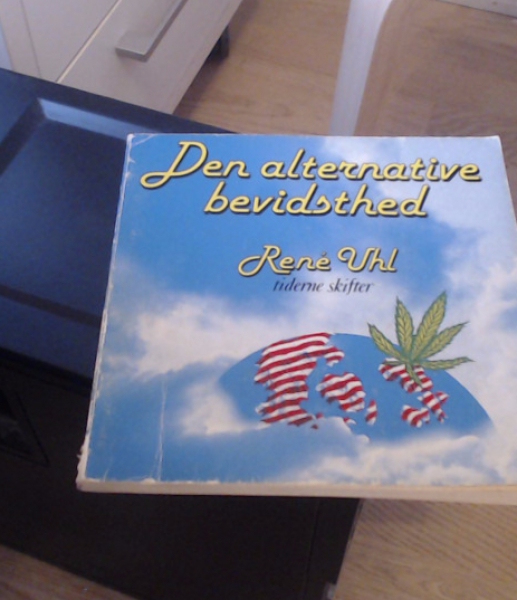 Den alternative
bevidsthed
René Uhl
tiderne skifter